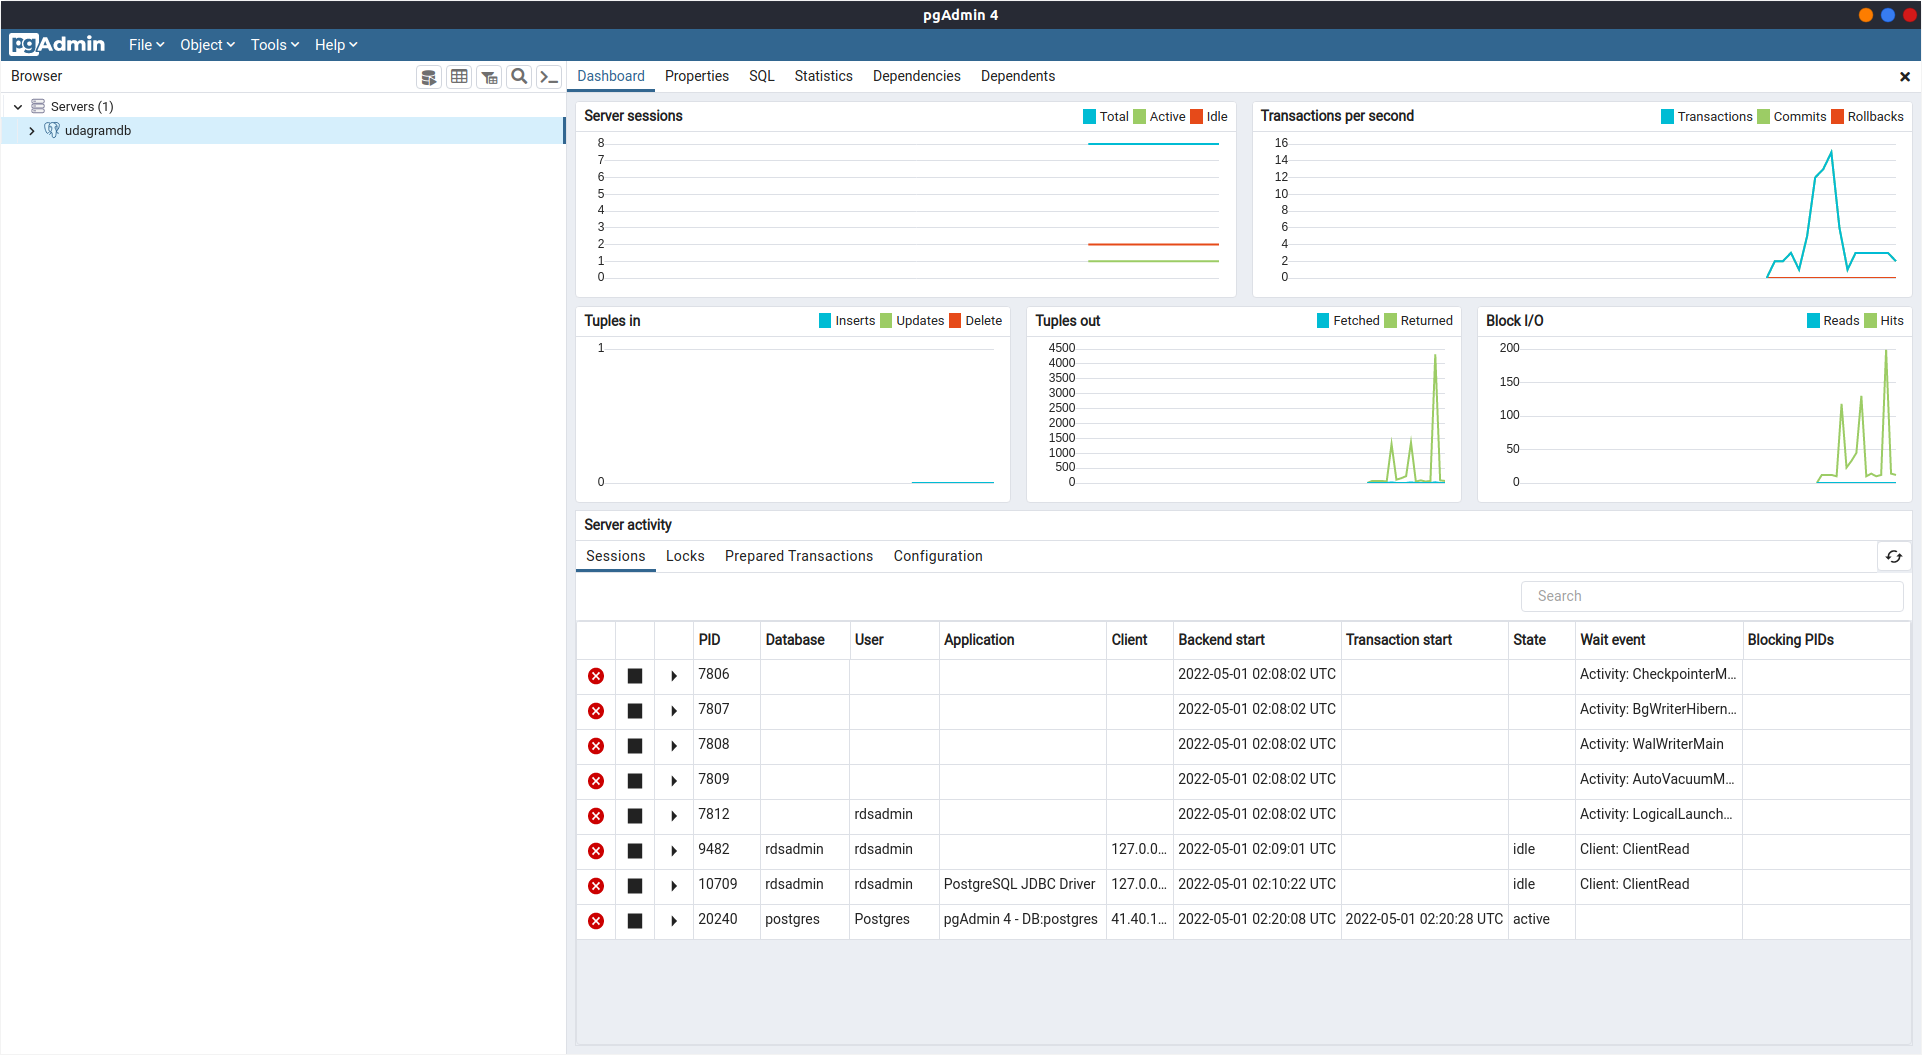 pgAdmin 4
pgAdmin File Object Tools Help
Browser
Dashboard Properties SQL Statistics Dependencies Dependents
Servers (1)
udagramdb
Server sessions Total Active Idle
8
7
6
5
4
3
2
1
0
Transactions per second Transactions Commits Rollbacks
16
14
12
10
8
6
4
2
0
Tuples in Inserts Updates Delete
1
0
Tuples out Fetched Returned
4500
4000
3500
3000
2500
2000
1500
1000
500
0
Block I/O Reads Hits
200
150
100
50
0
Server activity
Sessions Locks Prepared Transactions Configuration
Search
PID Database User Application Client Backend start Transaction start State Wait event Blocking PIDs
7806 2022-05-01 02:08:02 UTC Activity: CheckpointerM...
7807 2022-05-01 02:08:02 UTC Activity: BgWriterHibern...
7808 2022-05-01 02:08:02 UTC Activity: WalWriterMain
7809 2022-05-01 02:08:02 UTC Activity: AutoVacuumM...
7812 rdsadmin 2022-05-01 02:08:02 UTC Activity: LogicalLaunch...
9482 rdsadmin rdsadmin 127.0.0... 2022-05-01 02:09:01 UTC idle Client: ClientRead
10709 rdsadmin rdsadmin PostgreSQL JDBC Driver 127.0.0... 2022-05-01 02:10:22 UTC idle Client: ClientRead
20240 postgres Postgres pgAdmin 4 - DB:postgres 41.40.1... 2022-05-01 02:20:08 UTC 2022-05-01 02:20:28 UTC active